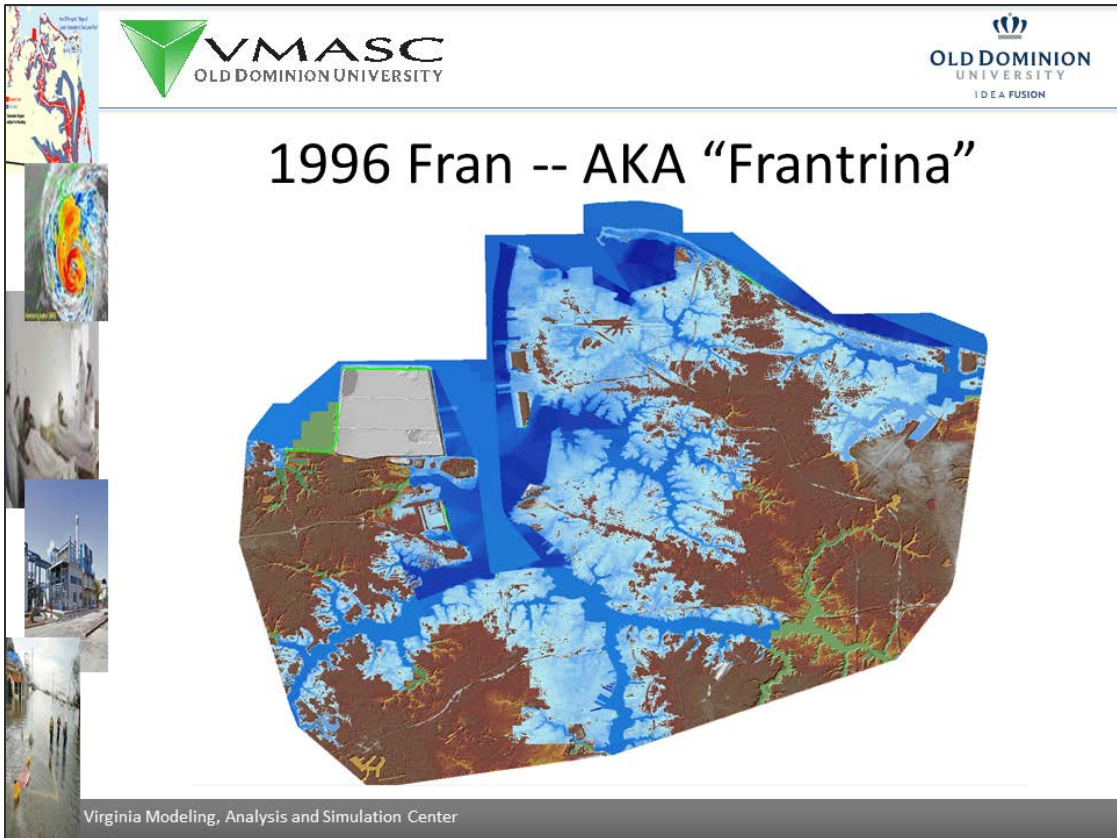 VMASC
OLD DOMINION UNIVERSITY
OLD DOMINION
UNIVERSITY
IDEA FUSION
1996 Fran -- AKA “Frantrina”
Virginia Modeling, Analysis and Simulation Center